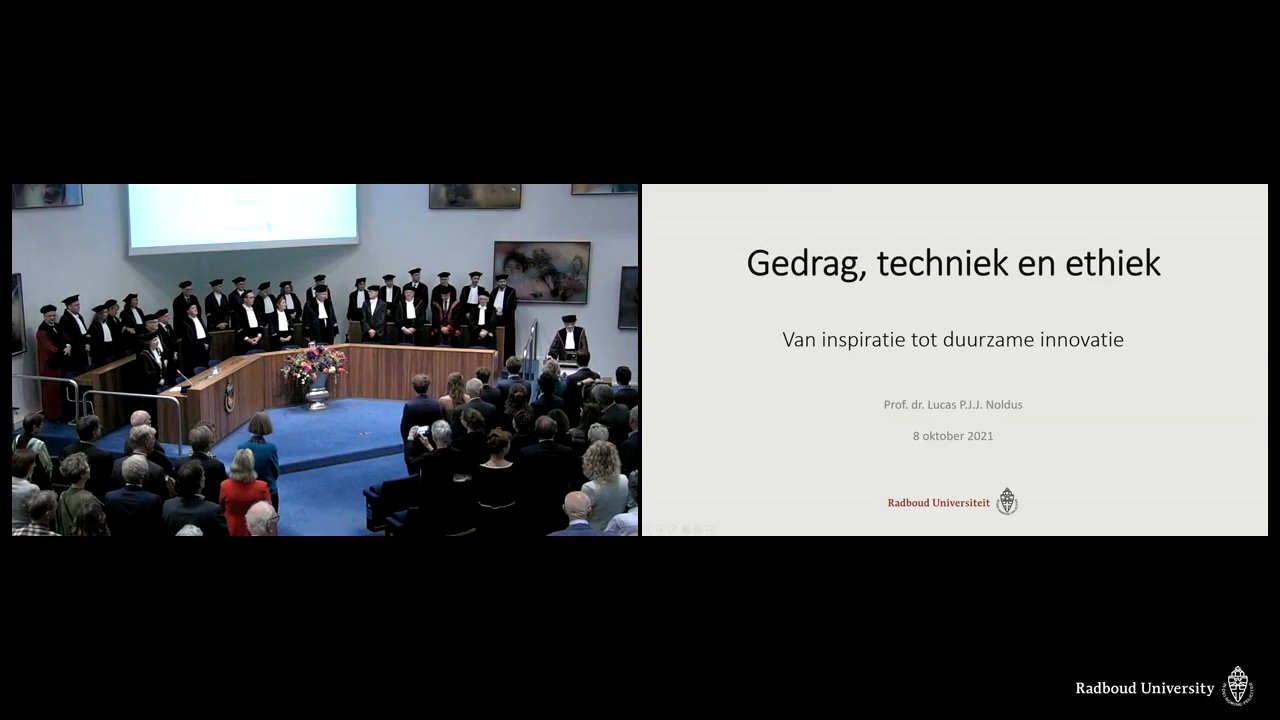 Gedrag, techniek en ethiek
Van inspiratie tot duurzame innovatie
Prof. dr. Lucas P.J.J. Noldus
8 oktober 2021
Radboud Universiteit
Radboud University